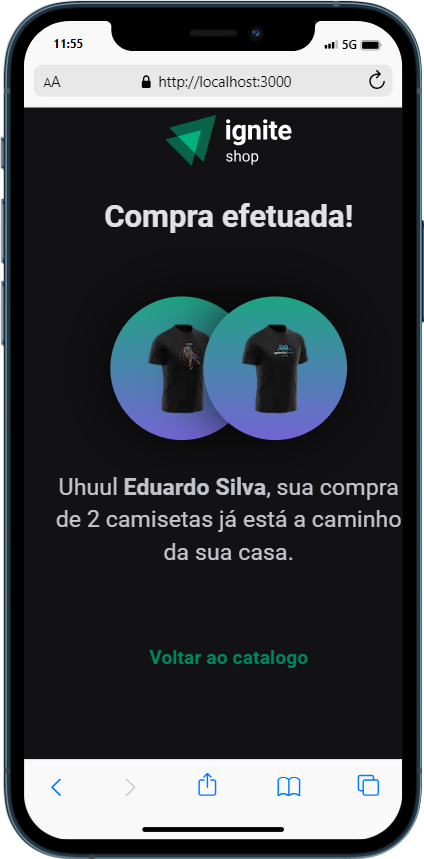 11:55
5G
AA
http://localhost:3000
ignite
shop
Compra efetuada!
Uhuul Eduardo Silva, sua compra
de 2 camisetas já está a caminho
da sua casa.
Voltar ao catalogo